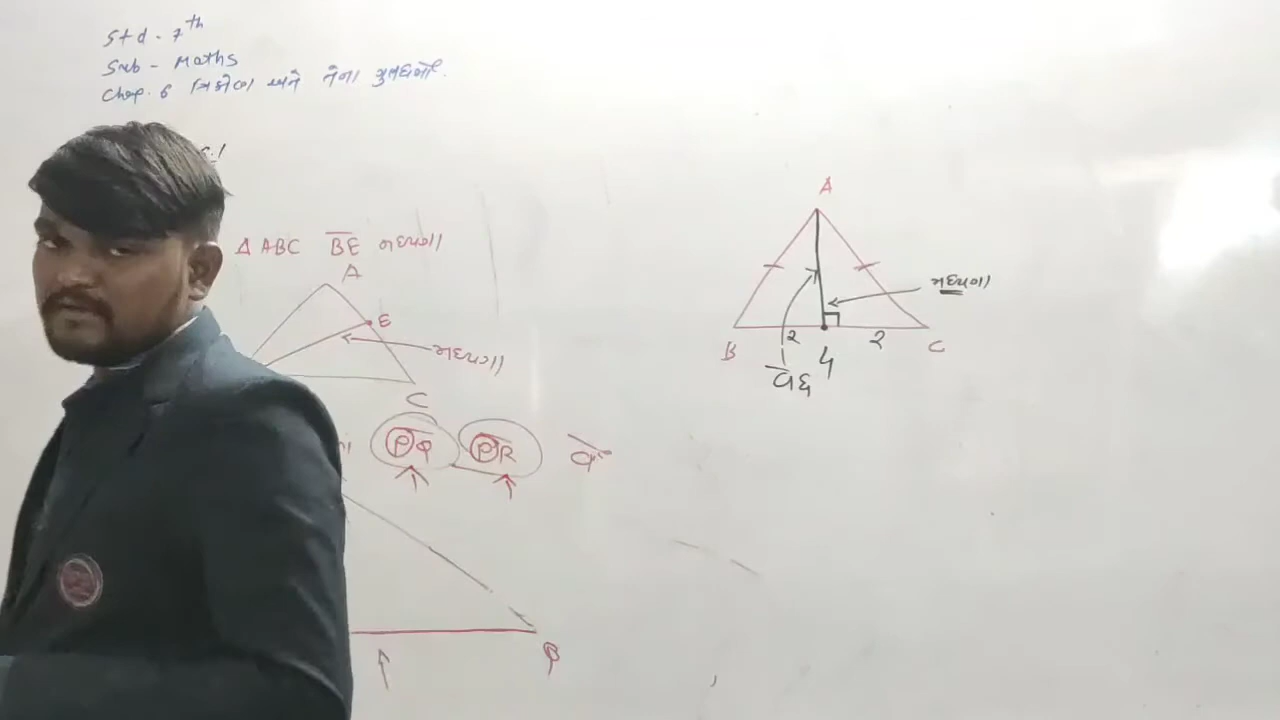 Std - 7th
Sub - Maths
Chap. 6 ત્રિકોણ અને તેના ગુણધર્મો.
Δ ABC BE મધ્યગા
A
E
મધ્યગા
C
PQ PR
Q
A
મધ્યગા
B 2 4 2 C
વેધ